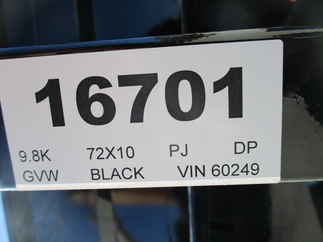 16701
9.8K 72X10 PJ DP
GVW BLACK VIN 60249